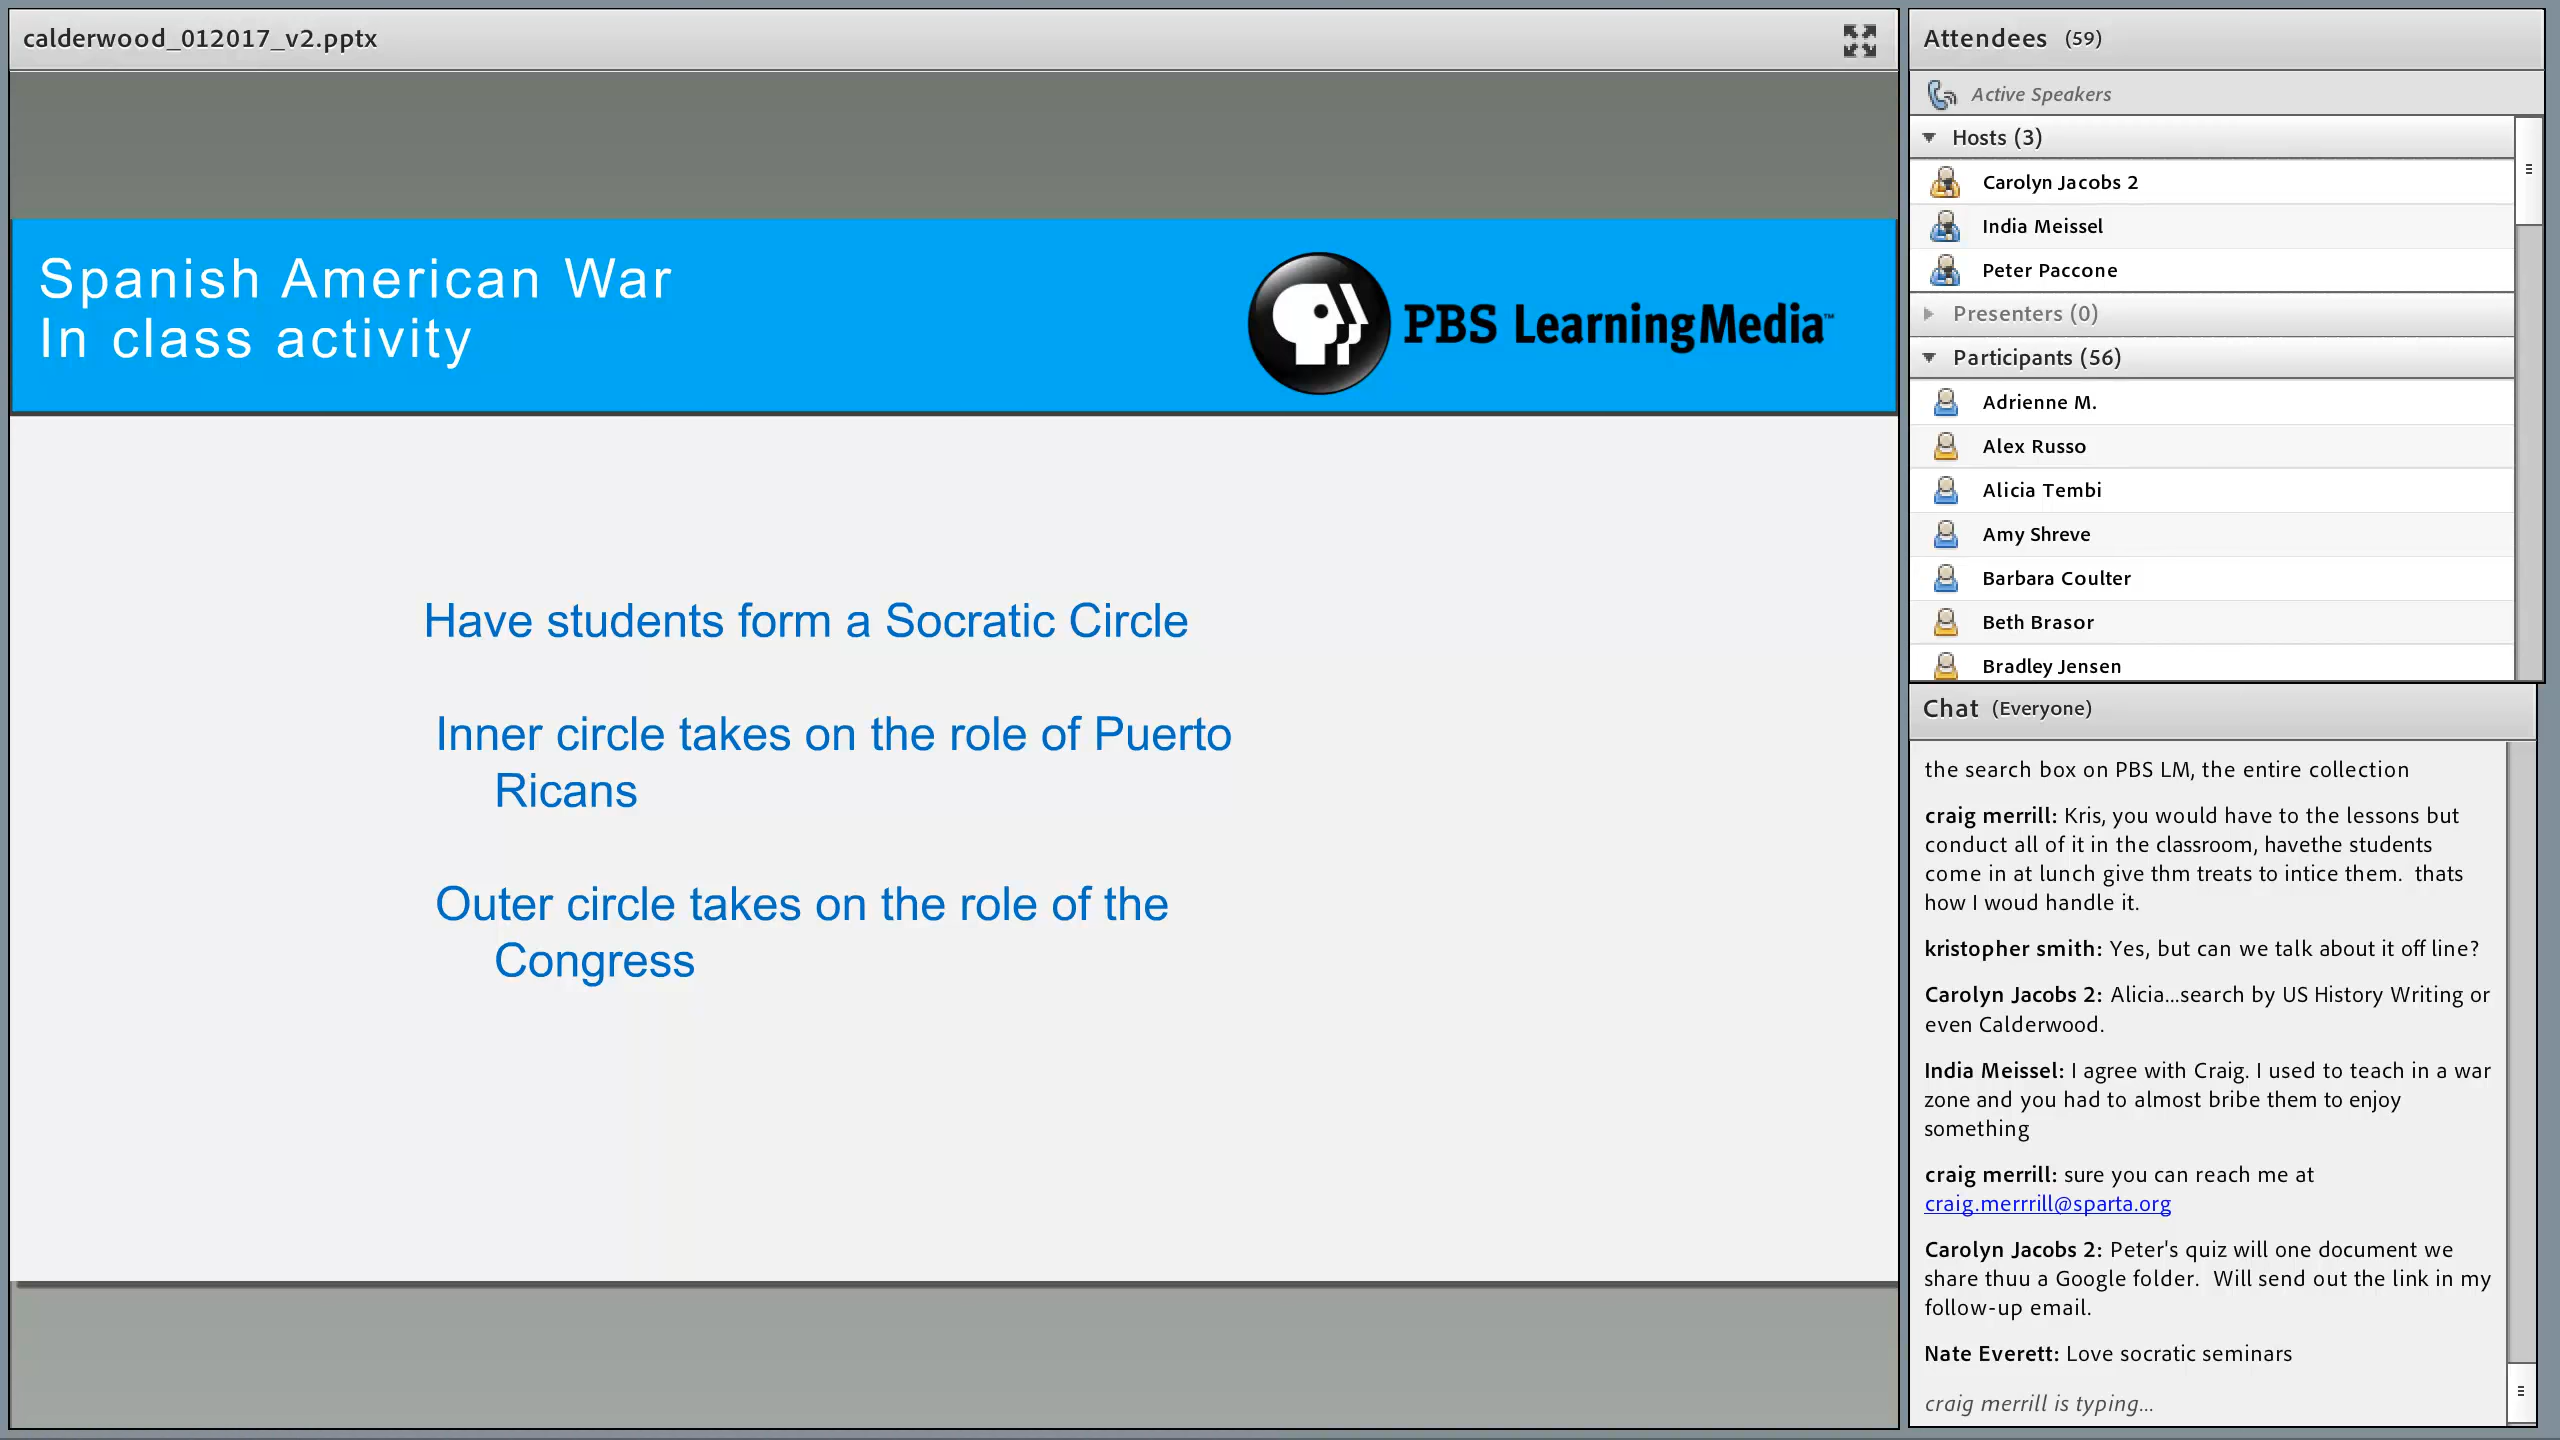 calderwood_012017_v2.pptx
Spanish American War
In class activity
PBS LearningMedia™
Have students form a Socratic Circle
Inner circle takes on the role of Puerto
Ricans
Outer circle takes on the role of the
Congress
Attendees (59)
Active Speakers
Hosts (3)
Carolyn Jacobs 2
India Meissel
Peter Paccone
Presenters (0)
Participants (56)
Adrienne M.
Alex Russo
Alicia Tembi
Amy Shreve
Barbara Coulter
Beth Brasor
Bradley Jensen
Chat (Everyone)
the search box on PBS LM, the entire collection
craig merrill: Kris, you would have to the lessons but
conduct all of it in the classroom, havethe students
come in at lunch give thm treats to intice them.  thats
how I woud handle it.
kristopher smith: Yes, but can we talk about it off line?
Carolyn Jacobs 2: Alicia...search by US History Writing or
even Calderwood.
India Meissel: I agree with Craig. I used to teach in a war
zone and you had to almost bribe them to enjoy
something
craig merrill: sure you can reach me at
craig.merrrill@sparta.org
Carolyn Jacobs 2: Peter's quiz will one document we
share thuu a Google folder.  Will send out the link in my
follow-up email.
Nate Everett: Love socratic seminars
craig merrill is typing...